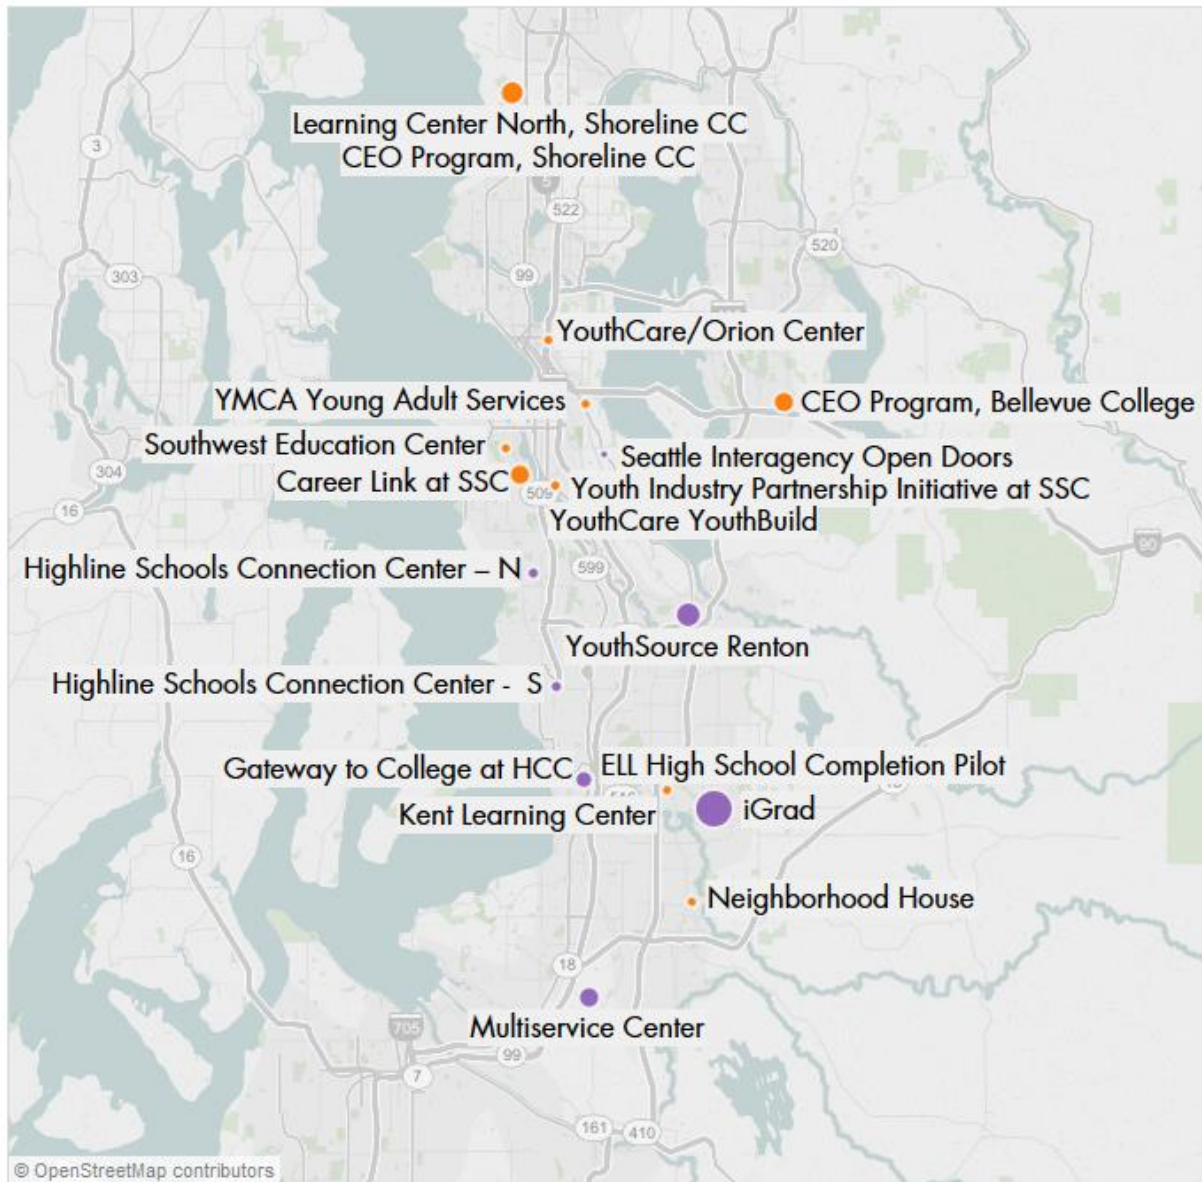 Learning Center North, Shoreline CC
CEO Program, Shoreline CC
3
5
522
520
99
303
YouthCare/Orion Center
YMCA Young Adult Services
CEO Program, Bellevue College
Southwest Education Center
Seattle Interagency Open Doors
304
Career Link at SSC
509
Youth Industry Partnership Initiative at SSC
16
YouthCare YouthBuild
90
Highline Schools Connection Center – N
599
YouthSource Renton
Highline Schools Connection Center - S
Gateway to College at HCC
ELL High School Completion Pilot
Kent Learning Center
iGrad
16
Neighborhood House
18
Multiservice Center
705
99
7
161
410
© OpenStreetMap contributors